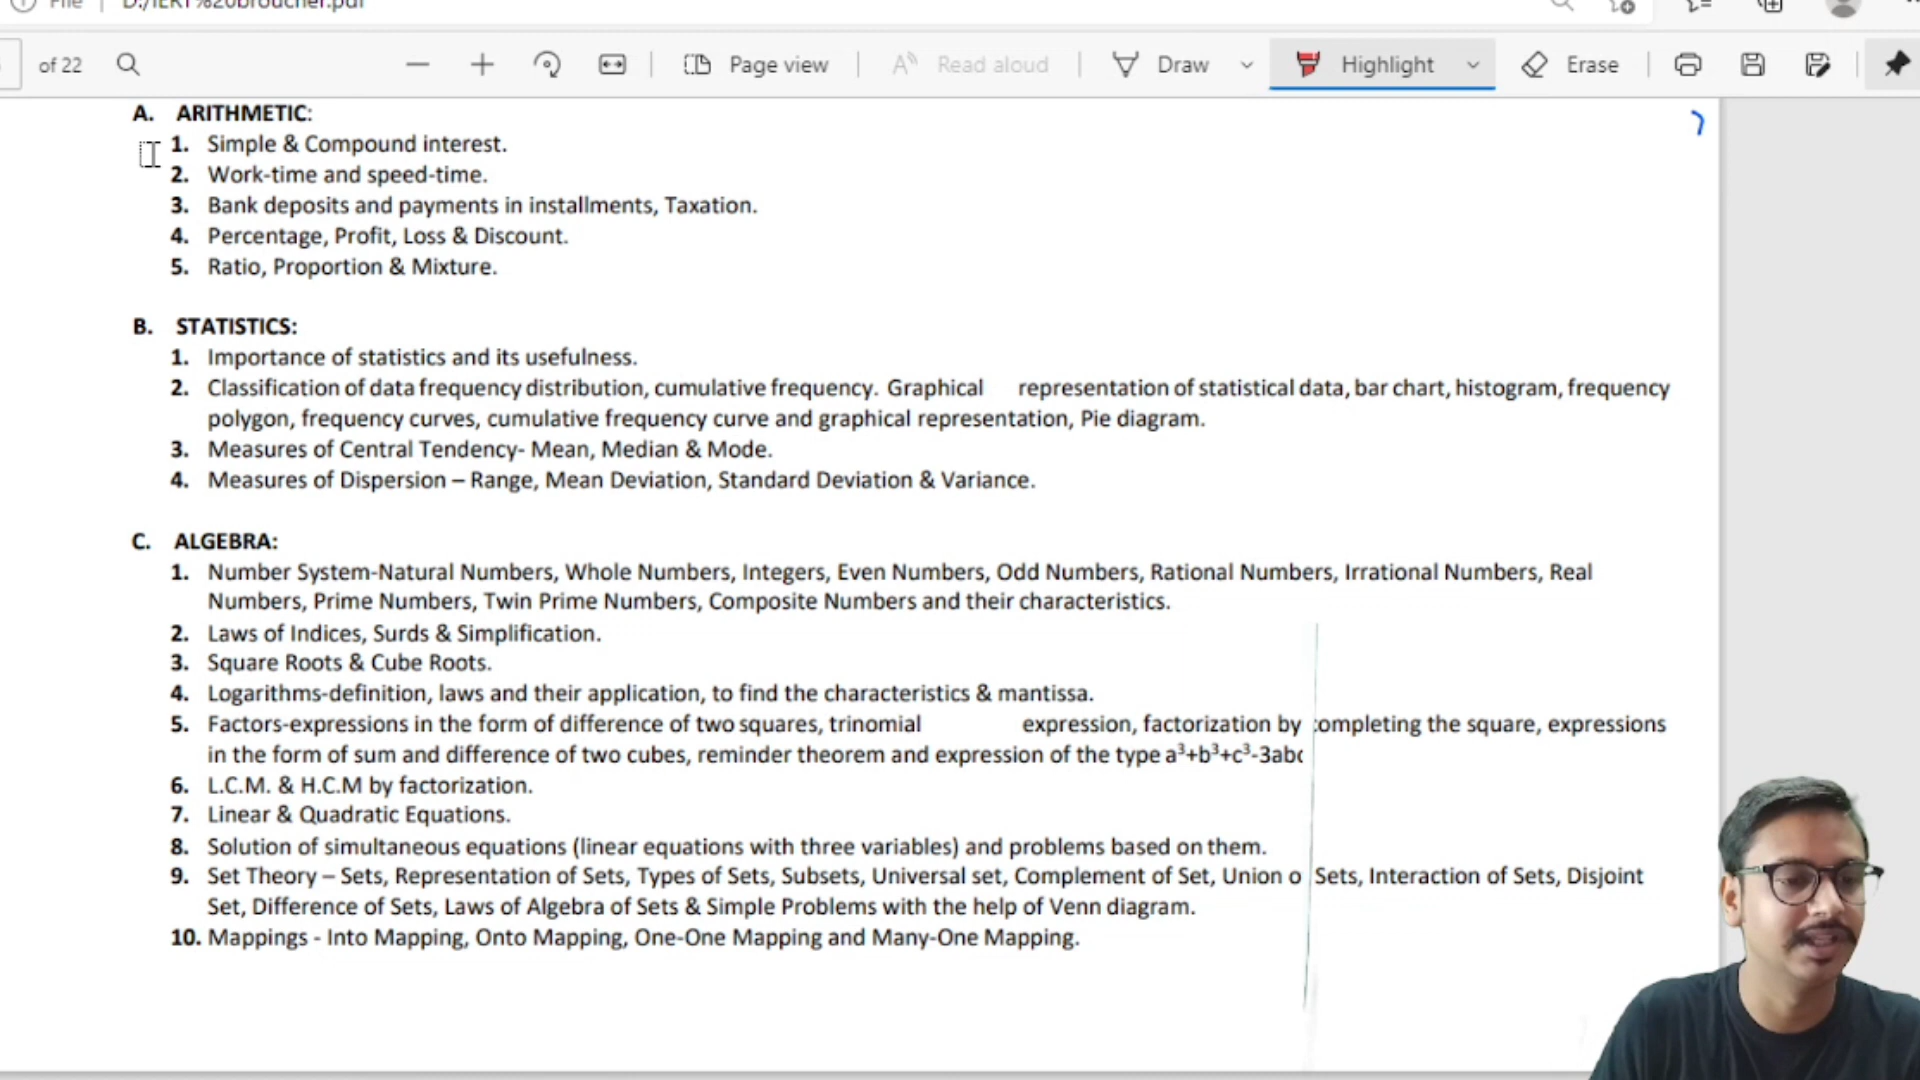 File | D:/IERT%20broucher.pdf
of 22
Page view
Read aloud
Draw
Highlight
Erase
A. ARITHMETIC:
1. Simple & Compound interest.
2. Work-time and speed-time.
3. Bank deposits and payments in installments, Taxation.
4. Percentage, Profit, Loss & Discount.
5. Ratio, Proportion & Mixture.
B. STATISTICS:
1. Importance of statistics and its usefulness.
2. Classification of data frequency distribution, cumulative frequency. Graphical representation of statistical data, bar chart, histogram, frequency
polygon, frequency curves, cumulative frequency curve and graphical representation, Pie diagram.
3. Measures of Central Tendency- Mean, Median & Mode.
4. Measures of Dispersion – Range, Mean Deviation, Standard Deviation & Variance.
C. ALGEBRA:
1. Number System-Natural Numbers, Whole Numbers, Integers, Even Numbers, Odd Numbers, Rational Numbers, Irrational Numbers, Real
Numbers, Prime Numbers, Twin Prime Numbers, Composite Numbers and their characteristics.
2. Laws of Indices, Surds & Simplification.
3. Square Roots & Cube Roots.
4. Logarithms-definition, laws and their application, to find the characteristics & mantissa.
5. Factors-expressions in the form of difference of two squares, trinomial expression, factorization by completing the square, expressions
in the form of sum and difference of two cubes, reminder theorem and expression of the type a³+b³+c³-3abc
6. L.C.M. & H.C.M by factorization.
7. Linear & Quadratic Equations.
8. Solution of simultaneous equations (linear equations with three variables) and problems based on them.
9. Set Theory – Sets, Representation of Sets, Types of Sets, Subsets, Universal set, Complement of Set, Union o Sets, Interaction of Sets, Disjoint
Set, Difference of Sets, Laws of Algebra of Sets & Simple Problems with the help of Venn diagram.
10. Mappings - Into Mapping, Onto Mapping, One-One Mapping and Many-One Mapping.